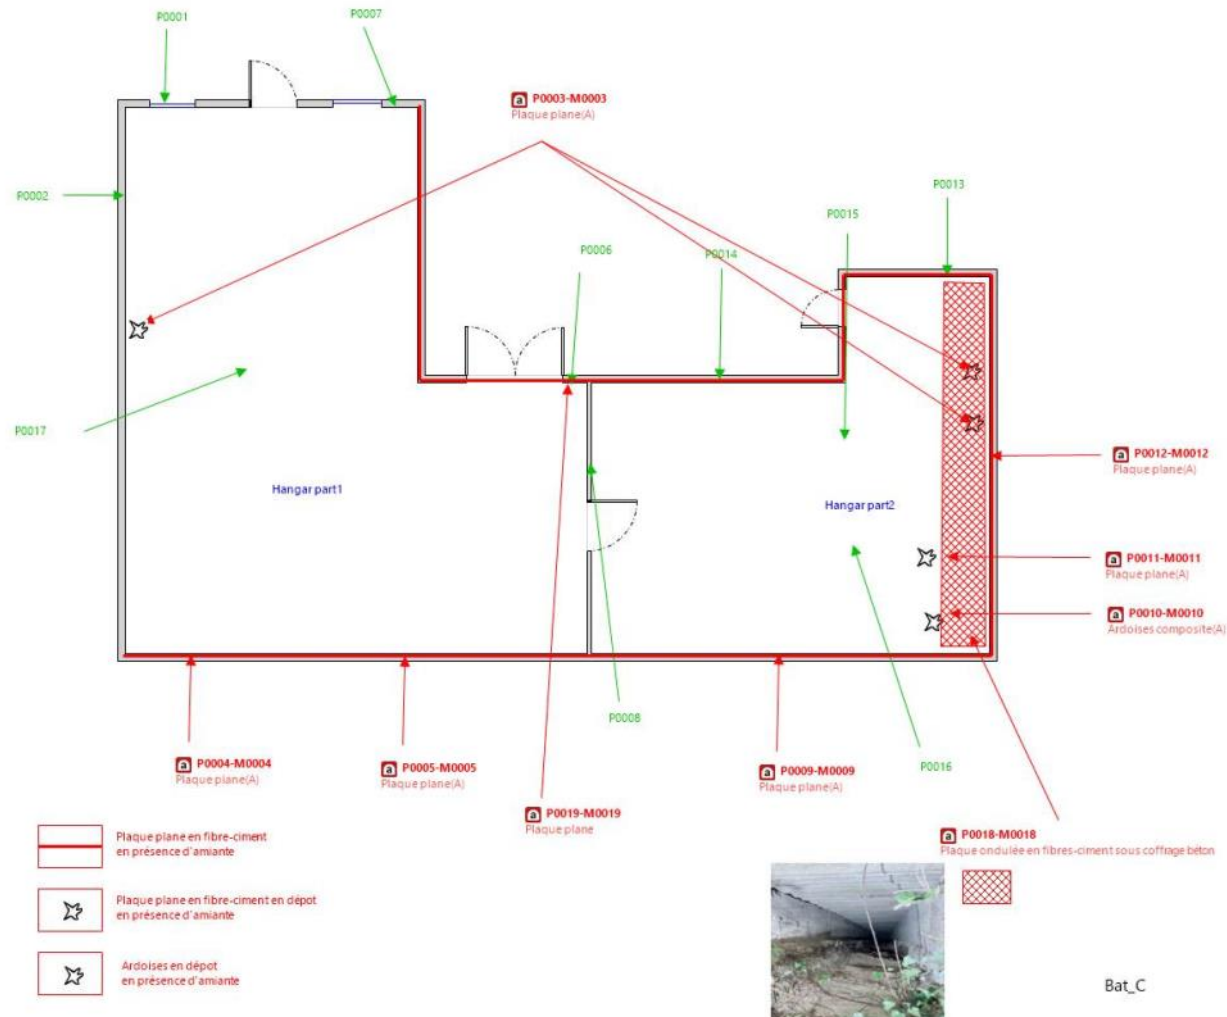 P0001
P0007
a P0003-M0003
Plaque plane(A)
P0002
P0013
P0015
P0006
P0014
P0017
a P0012-M0012
Plaque plane(A)
Hangar part1
Hangar part2
a P0011-M0011
Plaque plane(A)
a P0010-M0010
Ardoises composite(A)
P0008
a P0004-M0004
Plaque plane(A)
a P0005-M0005
Plaque plane(A)
a P0009-M0009
Plaque plane(A)
P0016
a P0019-M0019
Plaque plane
a P0018-M0018
Plaque ondulée en fibres-ciment sous coffrage béton
Plaque plane en fibre-ciment
en présence d'amiante
Plaque plane en fibre-ciment en dépot
en présence d'amiante
Ardoises en dépot
en présence d'amiante
Bat_C